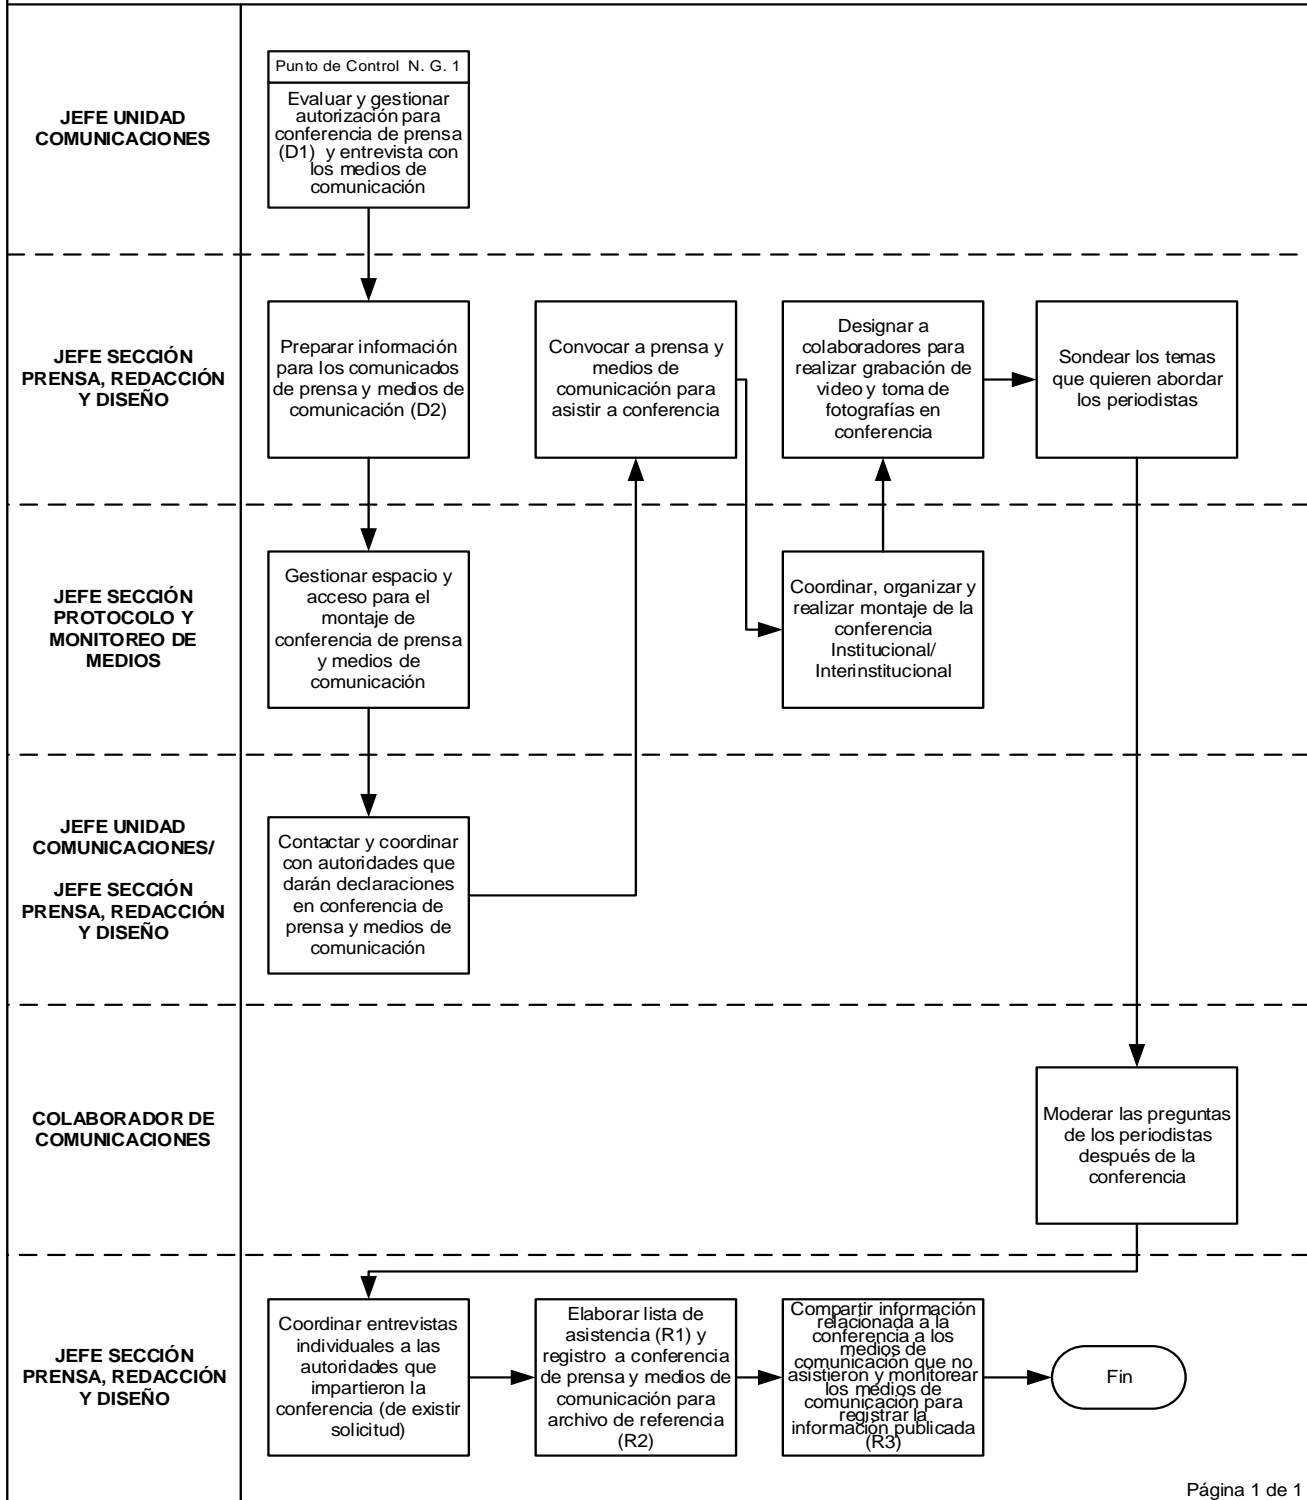 JEFE UNIDAD
COMUNICACIONES
Punto de Control N. G. 1
Evaluar y gestionar
autorización para
conferencia de prensa
(D1) y entrevista con
los medios de
comunicación
JEFE SECCIÓN
PRENSA, REDACCIÓN
Y DISEÑO
Preparar información
para los comunicados
de prensa y medios de
comunicación (D2)
Convocar a prensa y
medios de
comunicación para
asistir a conferencia
Designar a
colaboradores para
realizar grabación de
video y toma de
fotografías en
conferencia
Sondear los temas
que quieren abordar
los periodistas
JEFE SECCIÓN
PROTOCOLO Y
MONITOREO DE
MEDIOS
Gestionar espacio y
acceso para el
montaje de
conferencia de prensa
y medios de
comunicación
Coordinar, organizar y
realizar montaje de la
conferencia
Institucional/
Interinstitucional
JEFE UNIDAD
COMUNICACIONES/
JEFE SECCIÓN
PRENSA, REDACCIÓN
Y DISEÑO
Contactar y coordinar
con autoridades que
darán declaraciones
en conferencia de
prensa y medios de
comunicación
COLABORADOR DE
COMUNICACIONES
Moderar las preguntas
de los periodistas
después de la
conferencia
JEFE SECCIÓN
PRENSA, REDACCIÓN
Y DISEÑO
Coordinar entrevistas
individuales a las
autoridades que
impartieron la
conferencia (de existir
solicitud)
Elaborar lista de
asistencia (R1) y
registro a conferencia
de prensa y medios de
comunicación para
archivo de referencia
(R2)
Compartir información
relacionada a la
conferencia a los
medios de
comunicación que no
asistieron y monitorear
los medios de
comunicación para
registrar la
información publicada
(R3)
Fin
Página 1 de 1